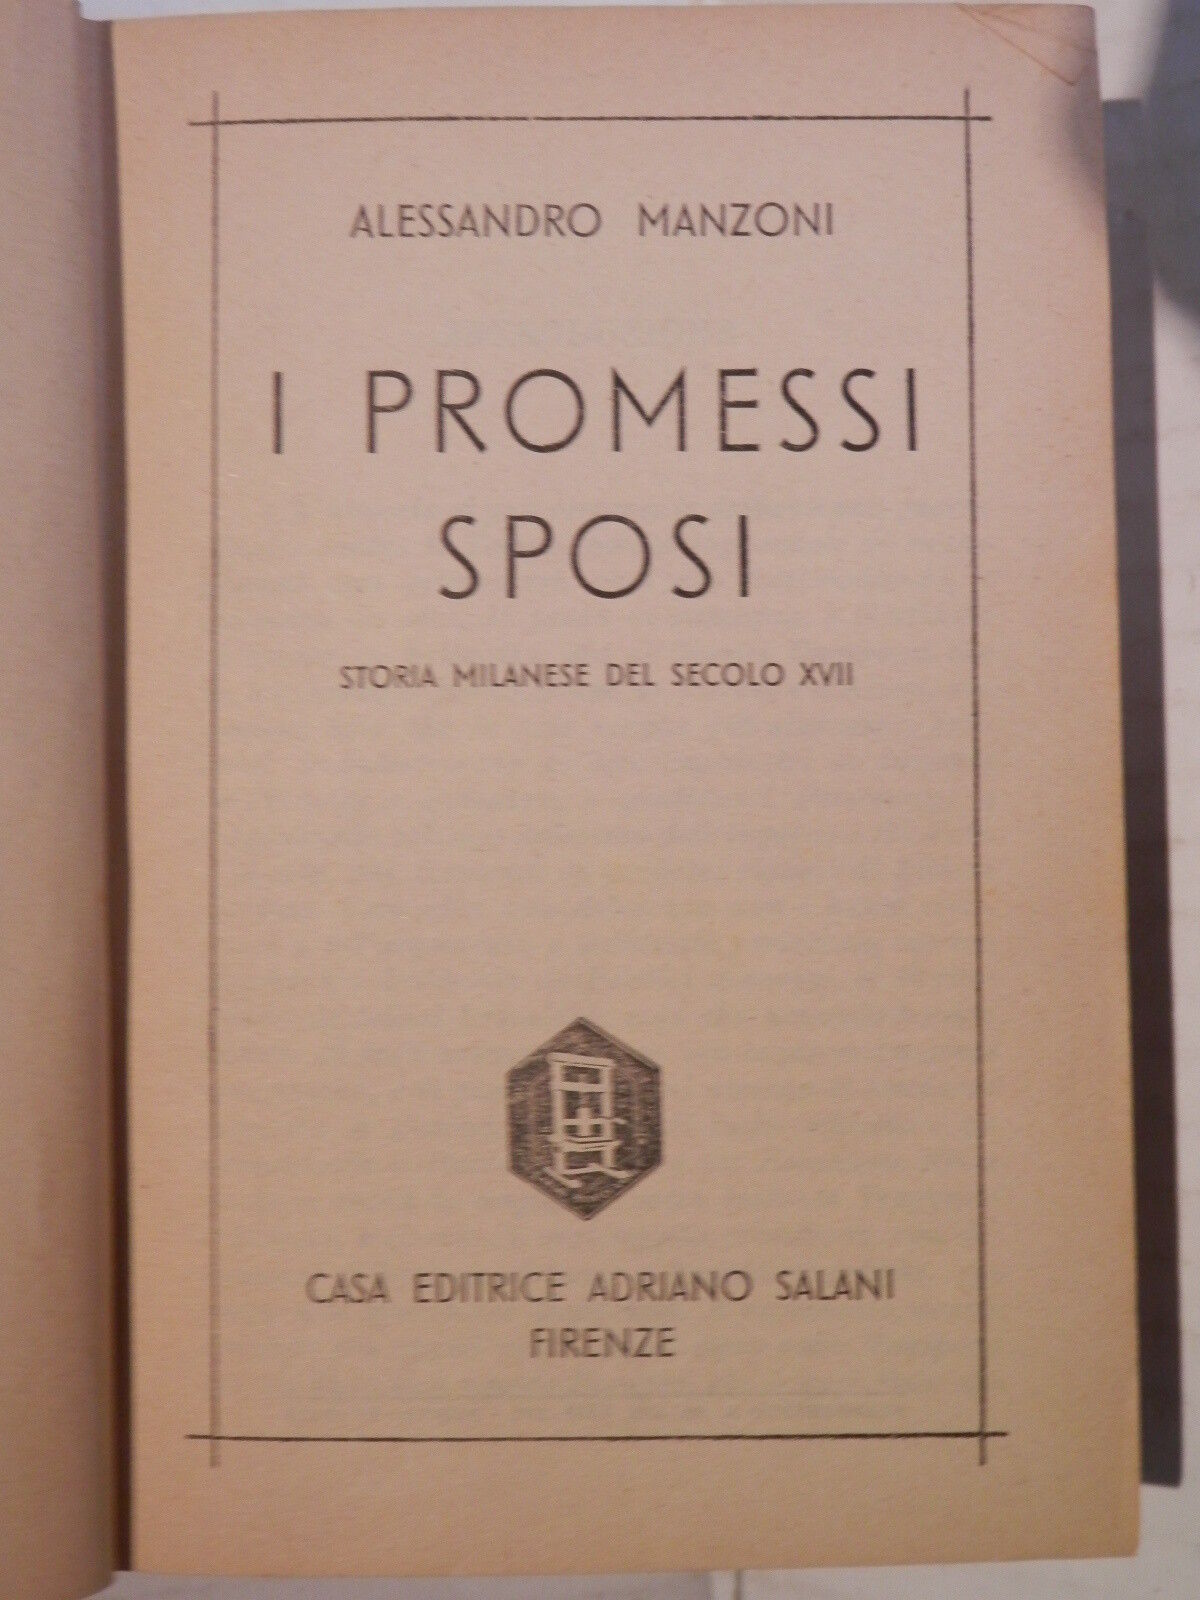 ALESSANDRO MANZONI
I PROMESSI
SPOSI
STORIA MILANESE DEL SECOLO XVII
CASA EDITRICE ADRIANO SALANI
FIRENZE